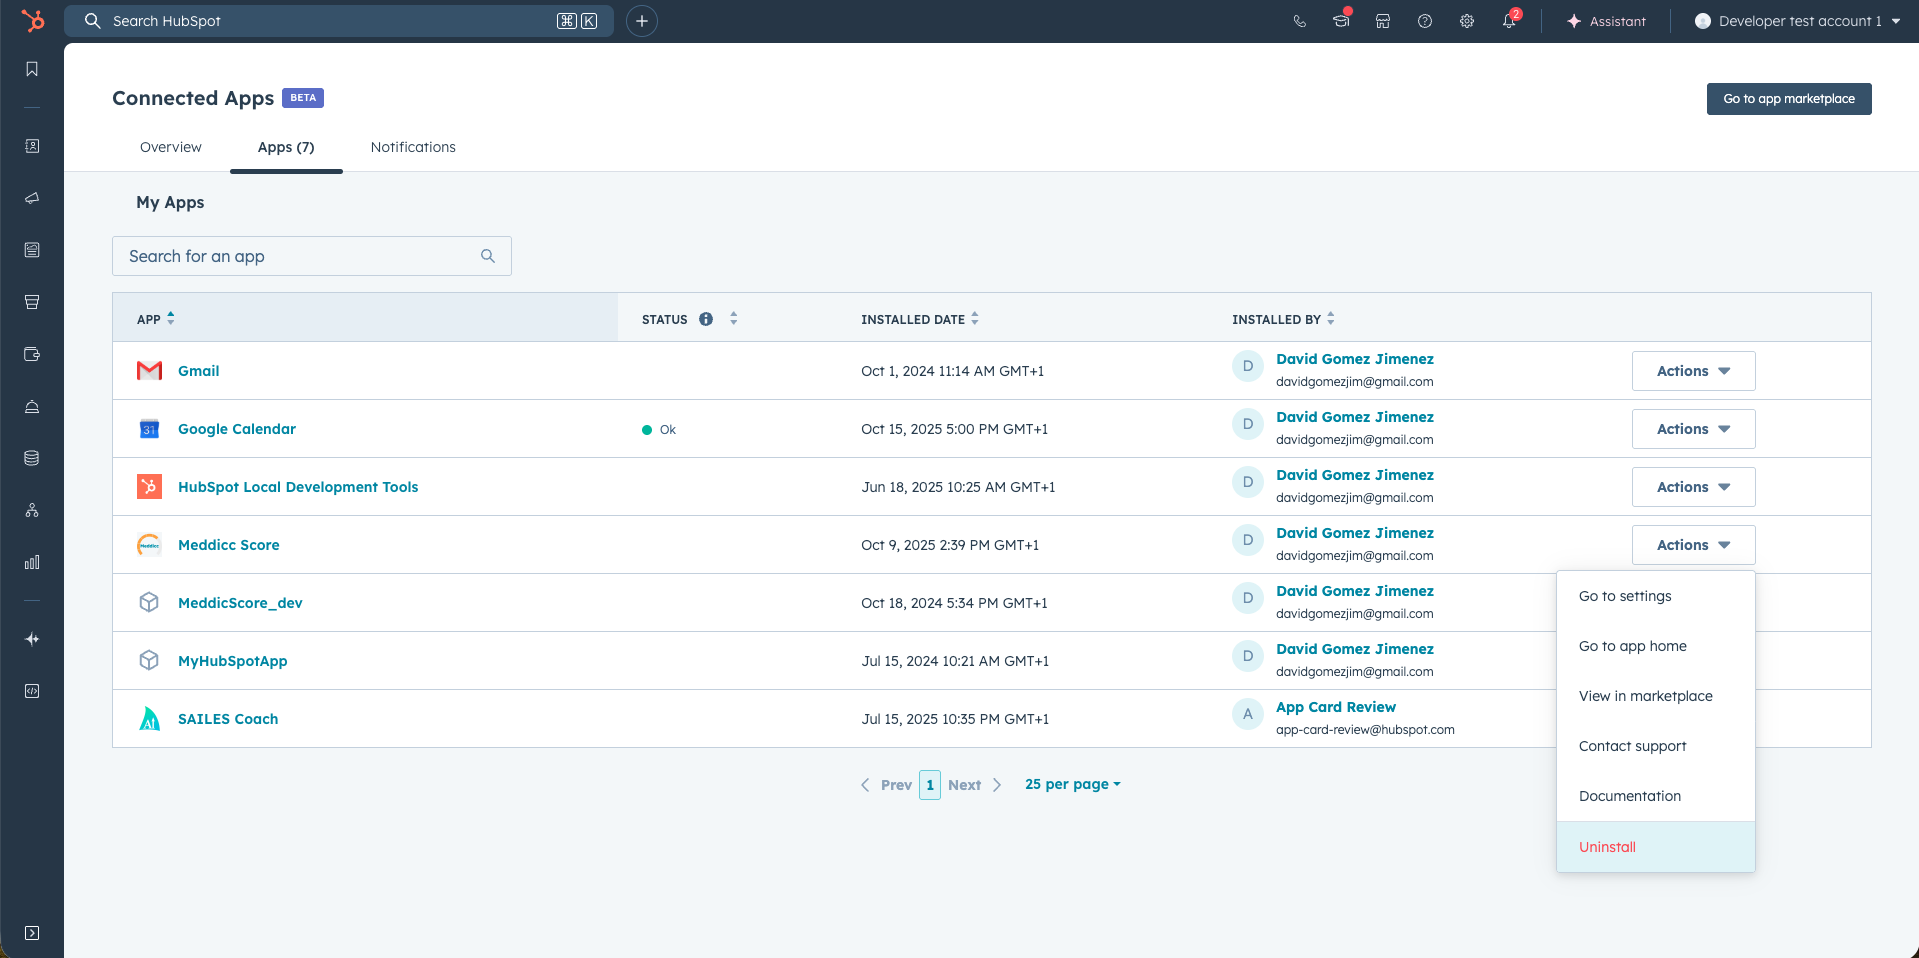 Search HubSpot ⌘ K
2
Assistant
Developer test account 1
Connected Apps BETA
Go to app marketplace
Overview Apps (7) Notifications
My Apps
Search for an app
APP STATUS INSTALLED DATE INSTALLED BY
Gmail Oct 1, 2024 11:14 AM GMT+1 D David Gomez Jimenez Actions
davidgomezjim@gmail.com
31 Google Calendar Ok Oct 15, 2025 5:00 PM GMT+1 D David Gomez Jimenez Actions
davidgomezjim@gmail.com
HubSpot Local Development Tools Jun 18, 2025 10:25 AM GMT+1 D David Gomez Jimenez Actions
davidgomezjim@gmail.com
Meddicc Meddicc Score Oct 9, 2025 2:39 PM GMT+1 D David Gomez Jimenez Actions
davidgomezjim@gmail.com
MeddicScore_dev Oct 18, 2024 5:34 PM GMT+1 D David Gomez Jimenez
davidgomezjim@gmail.com
MyHubSpotApp Jul 15, 2024 10:21 AM GMT+1 D David Gomez Jimenez
davidgomezjim@gmail.com
AI SAILES Coach Jul 15, 2025 10:35 PM GMT+1 A App Card Review
app-card-review@hubspot.com
Go to settings
Go to app home
View in marketplace
Contact support
Documentation
Uninstall
Prev 1 Next 25 per page